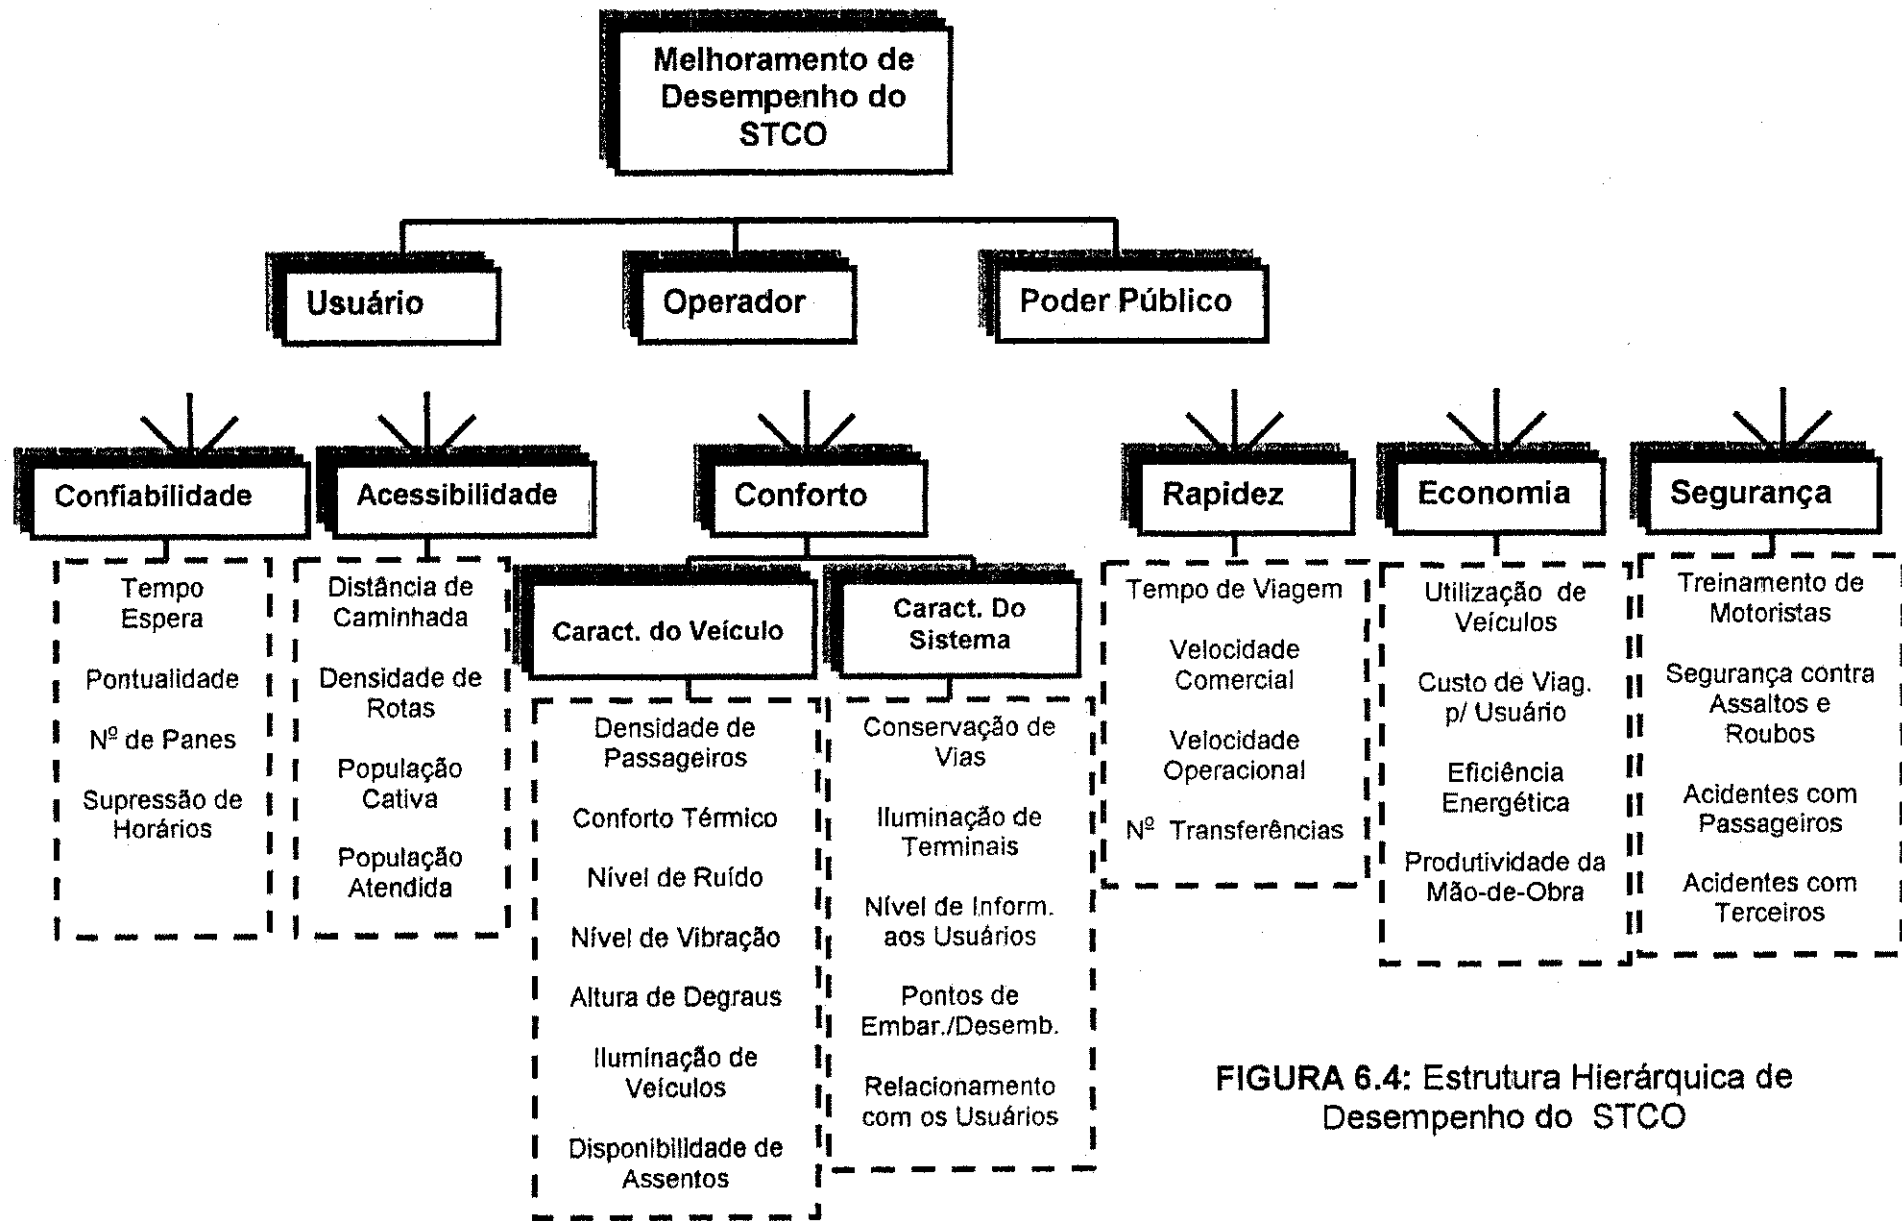 Melhoramento de
Desempenho do
STCO
Usuário
Operador
Poder Público
Confiabilidade
Acessibilidade
Conforto
Rapidez
Economia
Segurança
Tempo
Espera
Pontualidade
Nº de Panes
Supressão de
Horários
Distância de
Caminhada
Densidade de
Rotas
População
Cativa
População
Atendida
Caract. do Veículo
Densidade de
Passageiros
Conforto Térmico
Nível de Ruído
Nível de Vibração
Altura de Degraus
Iluminação de
Veículos
Disponibilidade de
Assentos
Caract. Do
Sistema
Conservação de
Vias
Iluminação de
Terminais
Nível de Inform.
aos Usuários
Pontos de
Embar./Desemb.
Relacionamento
com os Usuários
Tempo de Viagem
Velocidade
Comercial
Velocidade
Operacional
Nº Transferências
Utilização de
Veículos
Custo de Viag.
p/ Usuário
Eficiência
Energética
Produtividade da
Mão-de-Obra
Treinamento de
Motoristas
Segurança contra
Assaltos e
Roubos
Acidentes com
Passageiros
Acidentes com
Terceiros
FIGURA 6.4: Estrutura Hierárquica de
Desempenho do STCO